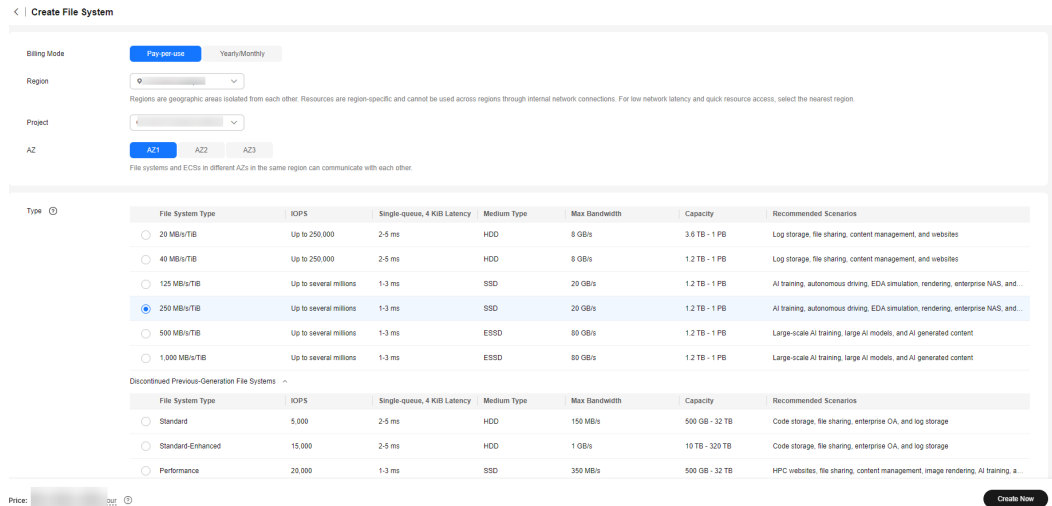 Create File System
Billing Mode Pay-per-use Yearly/Monthly
Region
Regions are geographic areas isolated from each other. Resources are region-specific and cannot be used across regions through internal network connections. For low network latency and quick resource access, select the nearest region.
Project
AZ AZ1 AZ2 AZ3
File systems and ECSs in different AZs in the same region can communicate with each other.
Type
File System Type IOPS Single-queue, 4 KiB Latency Medium Type Max Bandwidth Capacity Recommended Scenarios
20 MB/s/TiB Up to 250,000 2-5 ms HDD 8 GB/s 3.6 TB - 1 PB Log storage, file sharing, content management, and websites
40 MB/s/TiB Up to 250,000 2-5 ms HDD 8 GB/s 1.2 TB - 1 PB Log storage, file sharing, content management, and websites
125 MB/s/TiB Up to several millions 1-3 ms SSD 20 GB/s 1.2 TB - 1 PB AI training, autonomous driving, EDA simulation, rendering, enterprise NAS, and...
250 MB/s/TiB Up to several millions 1-3 ms SSD 20 GB/s 1.2 TB - 1 PB AI training, autonomous driving, EDA simulation, rendering, enterprise NAS, and...
500 MB/s/TiB Up to several millions 1-3 ms ESSD 80 GB/s 1.2 TB - 1 PB Large-scale AI training, large AI models, and AI generated content
1,000 MB/s/TiB Up to several millions 1-3 ms ESSD 80 GB/s 1.2 TB - 1 PB Large-scale AI training, large AI models, and AI generated content
Discontinued Previous-Generation File Systems
File System Type IOPS Single-queue, 4 KiB Latency Medium Type Max Bandwidth Capacity Recommended Scenarios
Standard 5,000 2-5 ms HDD 150 MB/s 500 GB - 32 TB Code storage, file sharing, enterprise OA, and log storage
Standard-Enhanced 15,000 2-5 ms HDD 1 GB/s 10 TB - 320 TB Code storage, file sharing, enterprise OA, and log storage
Performance 20,000 1-3 ms SSD 350 MB/s 500 GB - 32 TB HPC websites, file sharing, content management, image rendering, AI training, a...
Price: our Create Now